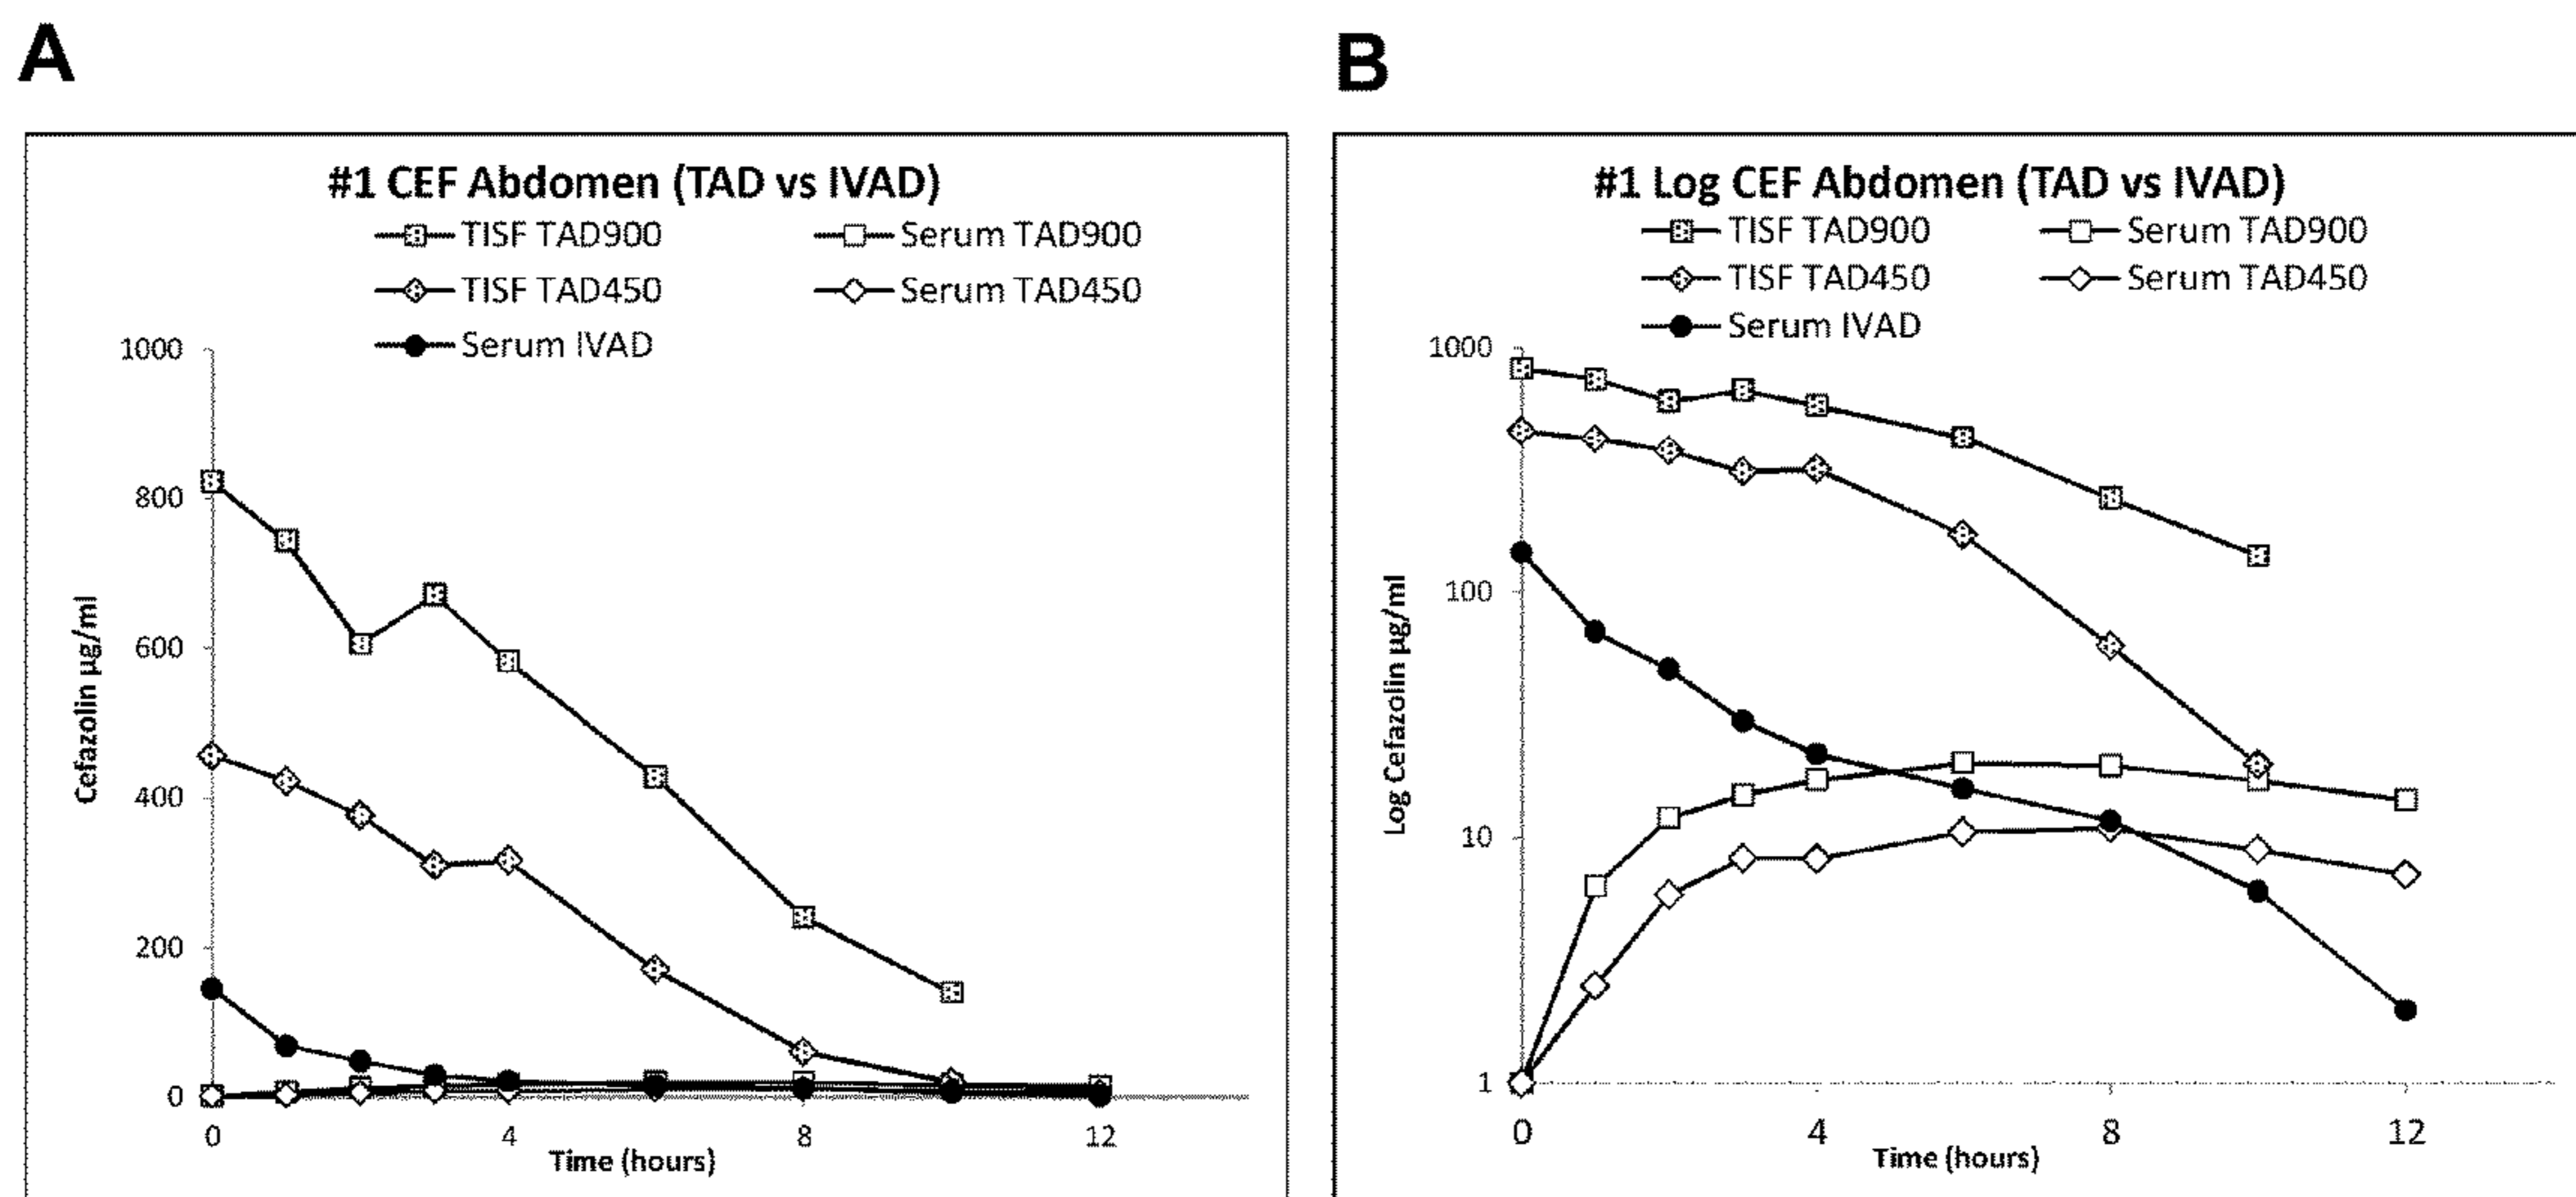 A
#1 CEF Abdomen (TAD vs IVAD)
TISF TAD900 Serum TAD900
TISF TAD450 Serum TAD450
Serum IVAD
1000
800
600
400
200
0
Cefazolin µg/ml
0 4 8 12
Time (hours)
B
#1 Log CEF Abdomen (TAD vs IVAD)
TISF TAD900 Serum TAD900
TISF TAD450 Serum TAD450
Serum IVAD
1000
100
10
1
Log Cefazolin µg/ml
0 4 8 12
Time (hours)